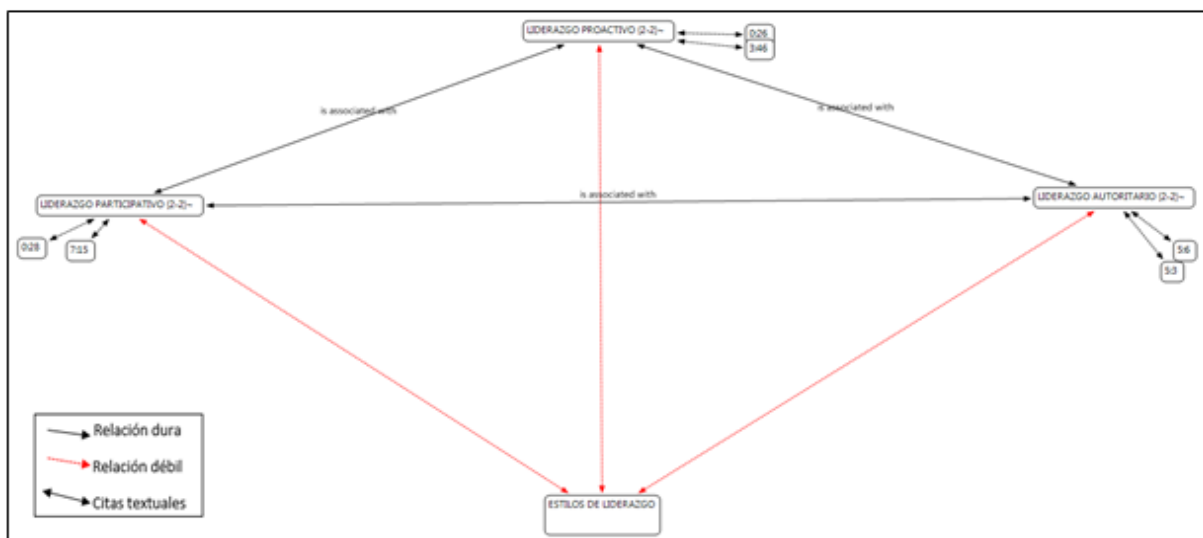 LIDERAZGO PROACTIVO {2-2}~
0:26
3:46
is associated with
is associated with
LIDERAZGO PARTICIPATIVO {2-2}~
is associated with
LIDERAZGO AUTORITARIO {2-2}~
0:28
7:15
5:6
5:3
Relación dura
Relación débil
Citas textuales
ESTILOS DE LIDERAZGO